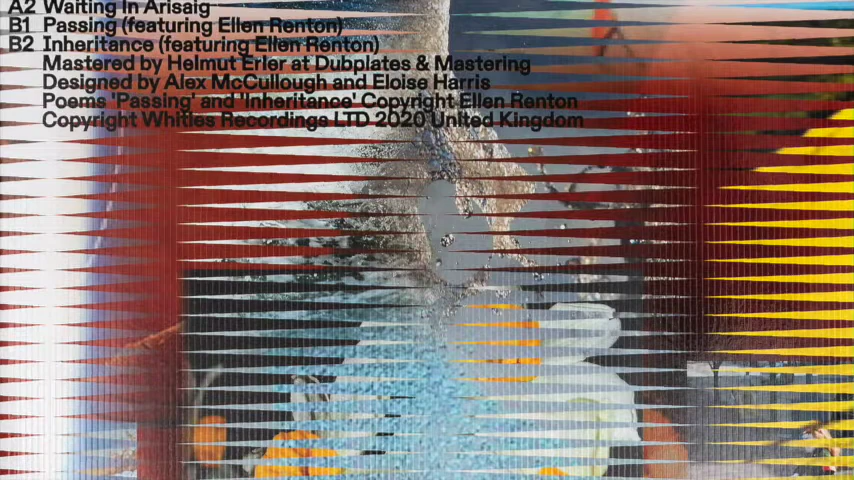 A2 Waiting In Arisaig
B1 Passing (featuring Ellen Renton)
B2 Inheritance (featuring Ellen Renton)
Mastered by Helmut Erler at Dubplates & Mastering
Designed by Alex McCullough and Eloise Harris
Poems 'Passing' and 'Inheritance' Copyright Ellen Renton
Copyright Whities Recordings LTD 2020 United Kingdom